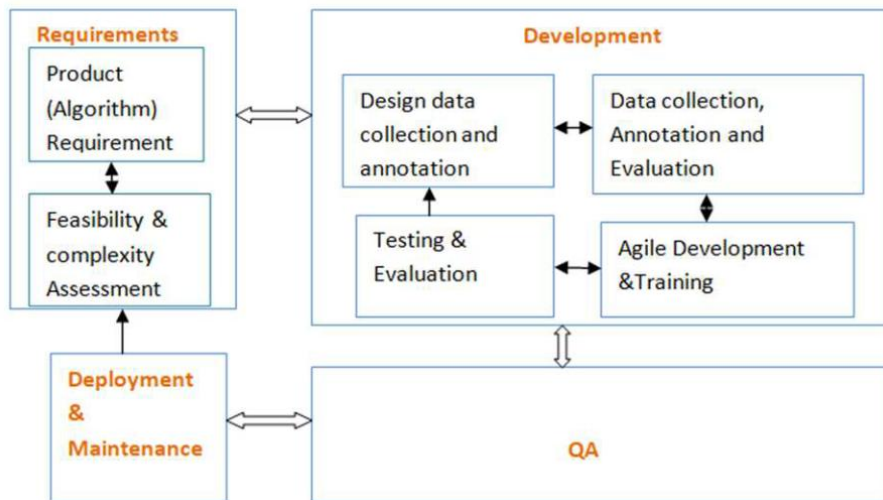 Requirements
Product
(Algorithm)
Requirement
Feasibility &
complexity
Assessment
Development
Design data
collection and
annotation
Data collection,
Annotation and
Evaluation
Testing &
Evaluation
Agile Development
&Training
Deployment
&
Maintenance
QA